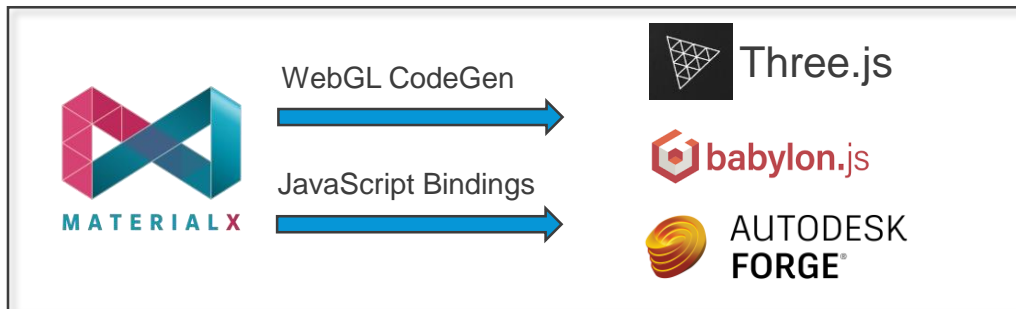 WebGL CodeGen
JavaScript Bindings
MATERIALX
Three.js
babylon.js
AUTODESK
FORGE®